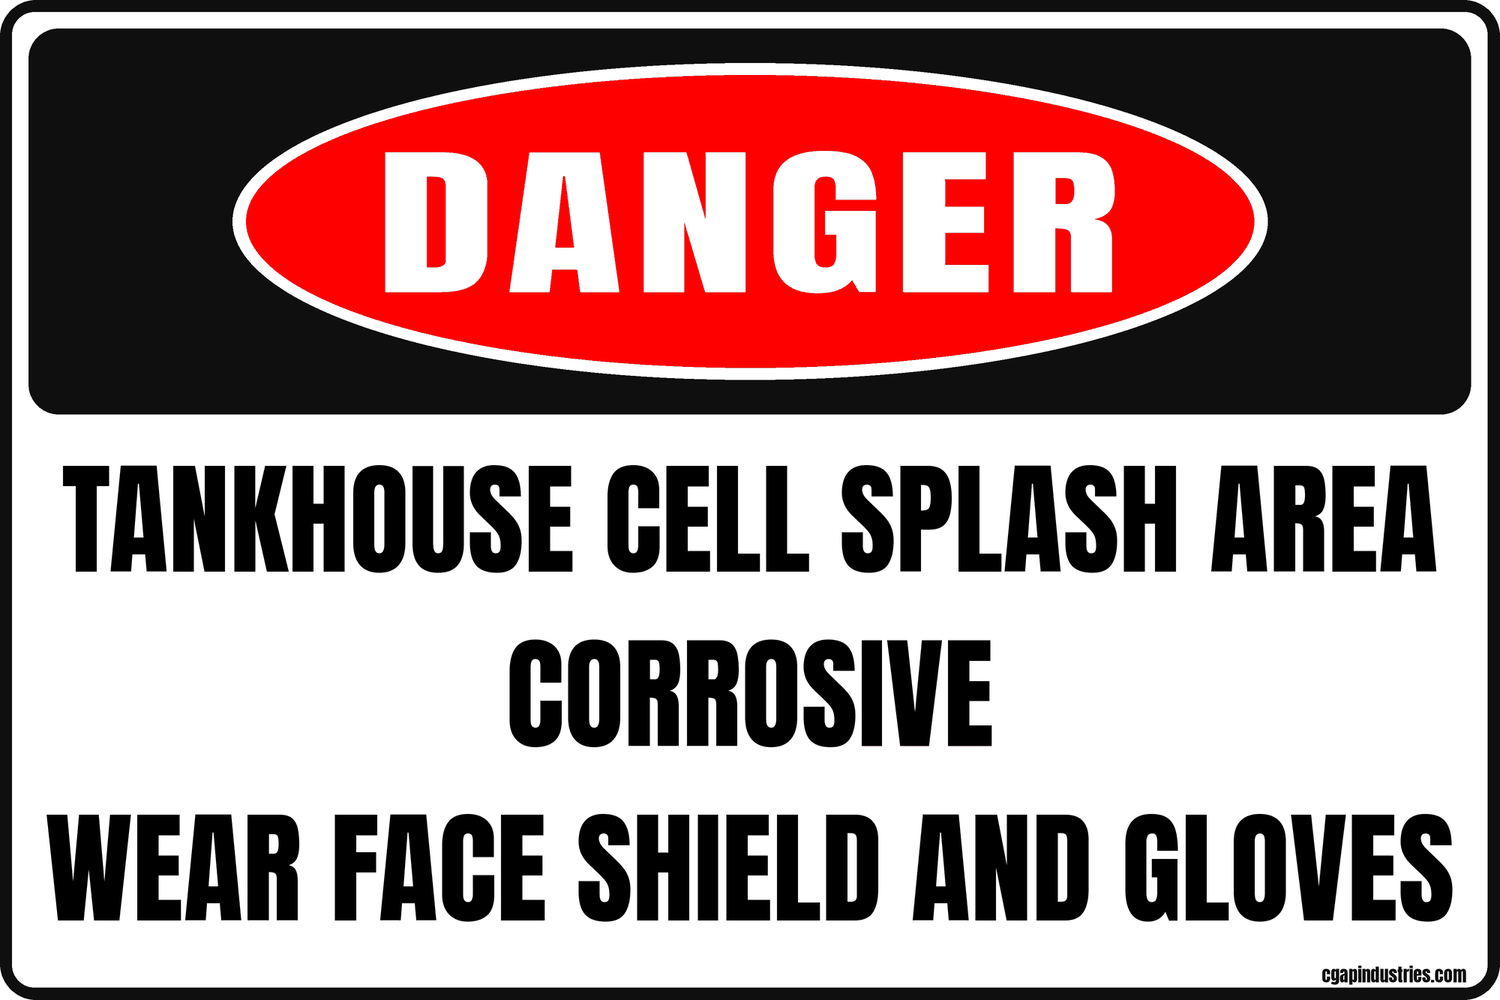 DANGER
TANKHOUSE CELL SPLASH AREA
CORROSIVE
WEAR FACE SHIELD AND GLOVES
cgapindustries.com